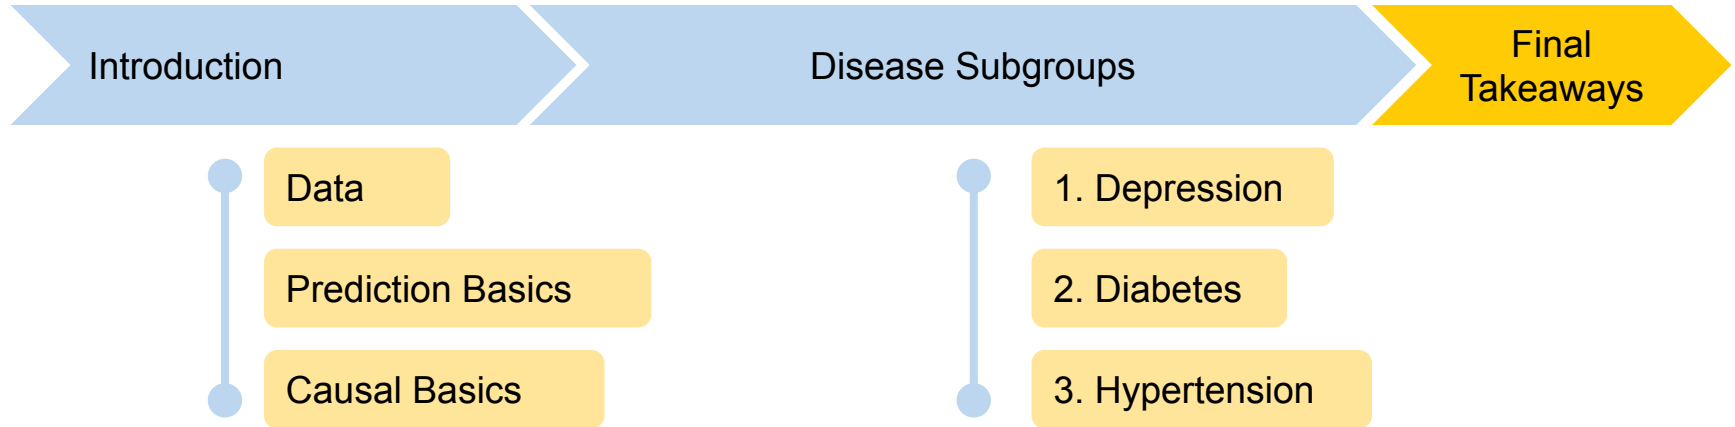 Introduction
Disease Subgroups
Final
Takeaways
Data
Prediction Basics
Causal Basics
1. Depression
2. Diabetes
3. Hypertension